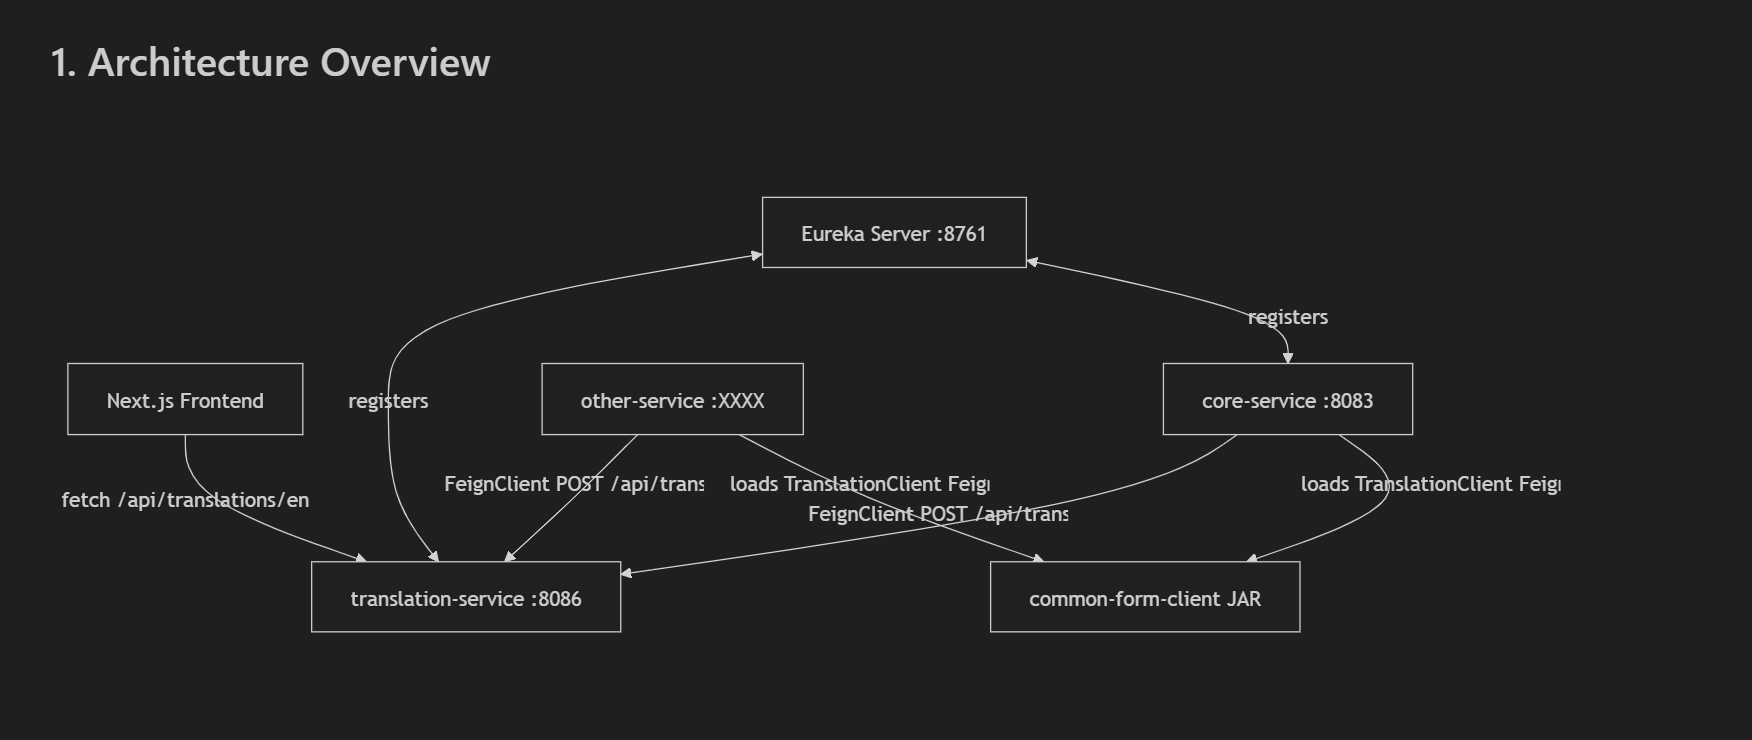 1. Architecture Overview
Eureka Server :8761
registers
Next.js Frontend
registers
other-service :XXXX
core-service :8083
fetch /api/translations/en
FeignClient POST /api/trans
loads TranslationClient Feig
loads TranslationClient Feig
FeignClient POST /api/trans
translation-service :8086
common-form-client JAR